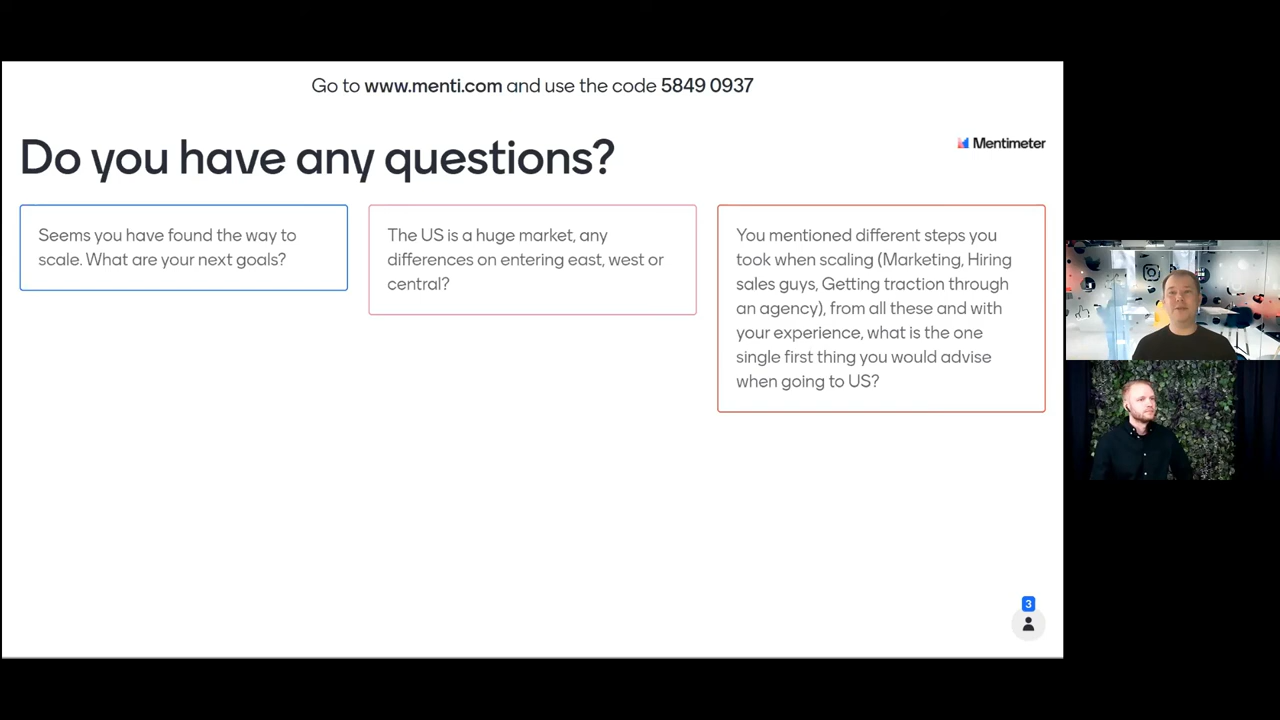 Go to www.menti.com and use the code 5849 0937
Do you have any questions?
Mentimeter
Seems you have found the way to
scale. What are your next goals?
The US is a huge market, any
differences on entering east, west or
central?
You mentioned different steps you
took when scaling (Marketing, Hiring
sales guys, Getting traction through
an agency), from all these and with
your experience, what is the one
single first thing you would advise
when going to US?
3